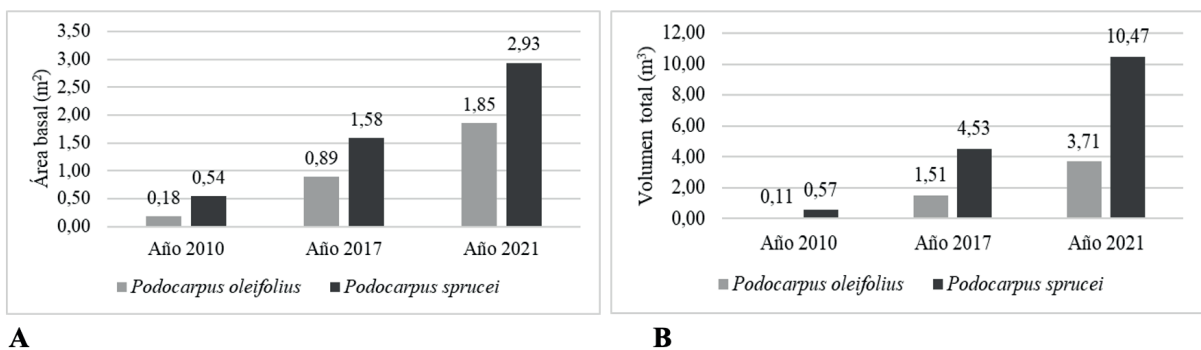 Área basal (m²)
3,50
3,00
2,50
2,00
1,50
1,00
0,50
0,00
0,18
0,54
0,89
1,58
1,85
2,93
Año 2010
Año 2017
Año 2021
Podocarpus oleifolius
Podocarpus sprucei
A
Volumen total (m³)
12,00
10,00
8,00
6,00
4,00
2,00
0,00
0,11
0,57
1,51
4,53
3,71
10,47
Año 2010
Año 2017
Año 2021
Podocarpus oleifolius
Podocarpus sprucei
B